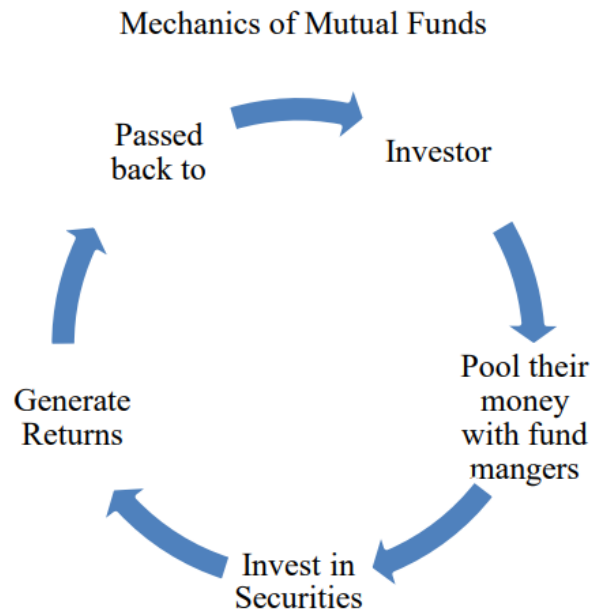 Mechanics of Mutual Funds
Investor
Pool their
money
with fund
mangers
Invest in
Securities
Generate
Returns
Passed
back to